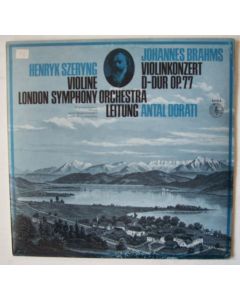 JOHANNES BRAHMS
HENRYK SZERYNG VIOLINKONZERT
VIOLINE D-DUR OP. 77
LONDON SYMPHONY ORCHESTRA
LEITUNG ANTAL DORATI